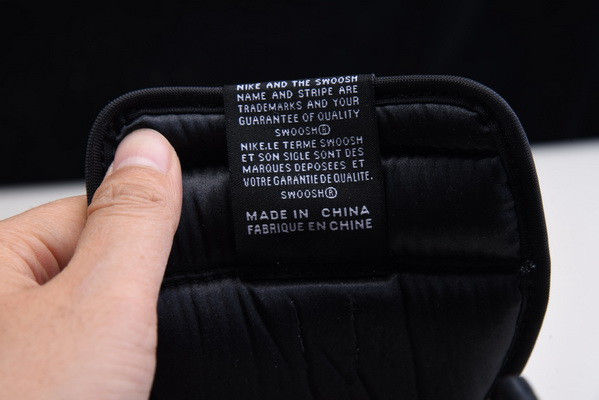 NIKE AND THE SWOOSH
NAME AND STRIPE ARE
TRADEMARKS AND YOUR
GUARANTEE OF QUALITY
SWOOSH®
NIKE.LE TERME SWOOSH
ET SON SIGLE SONT DES
MARQUES DEPOSÉES ET
VOTRE GARANTIE DE QUALITE.
SWOOSH®
MADE IN CHINA
FABRIQUE EN CHINE